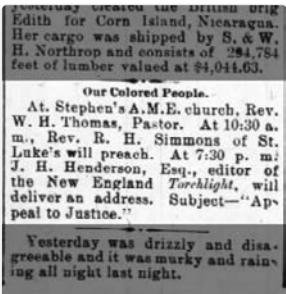 yesterday cleared the British brig
Edith for Corn Island, Nicaragua.
Her cargo was shipped by S. & W.
H. Northrop and consists of 284,784
feet of lumber valued at $4,044.63.
Our Colored People.
At. Stephen's A.M.E. church, Rev.
W. H. Thomas, Pastor. At 10:30 a.
m., Rev. R. H. Simmons of St.
Luke's will preach. At 7:30 p. m.
J. H. Henderson, Esq., editor of
the New England Torchlight, will
deliver an address. Subject—"Ap-
peal to Justice."
Yesterday was drizzly and disa-
greeable and it was murky and rain-
ing all night last night.